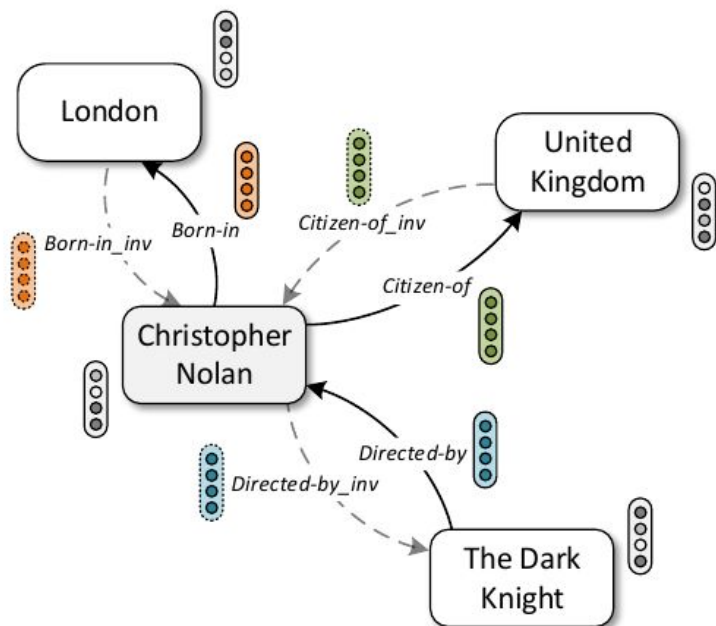 London
United
Kingdom
Citizen-of_inv
Born-in
Born-in_inv
Citizen-of
Christopher
Nolan
Directed-by
Directed-by_inv
The Dark
Knight